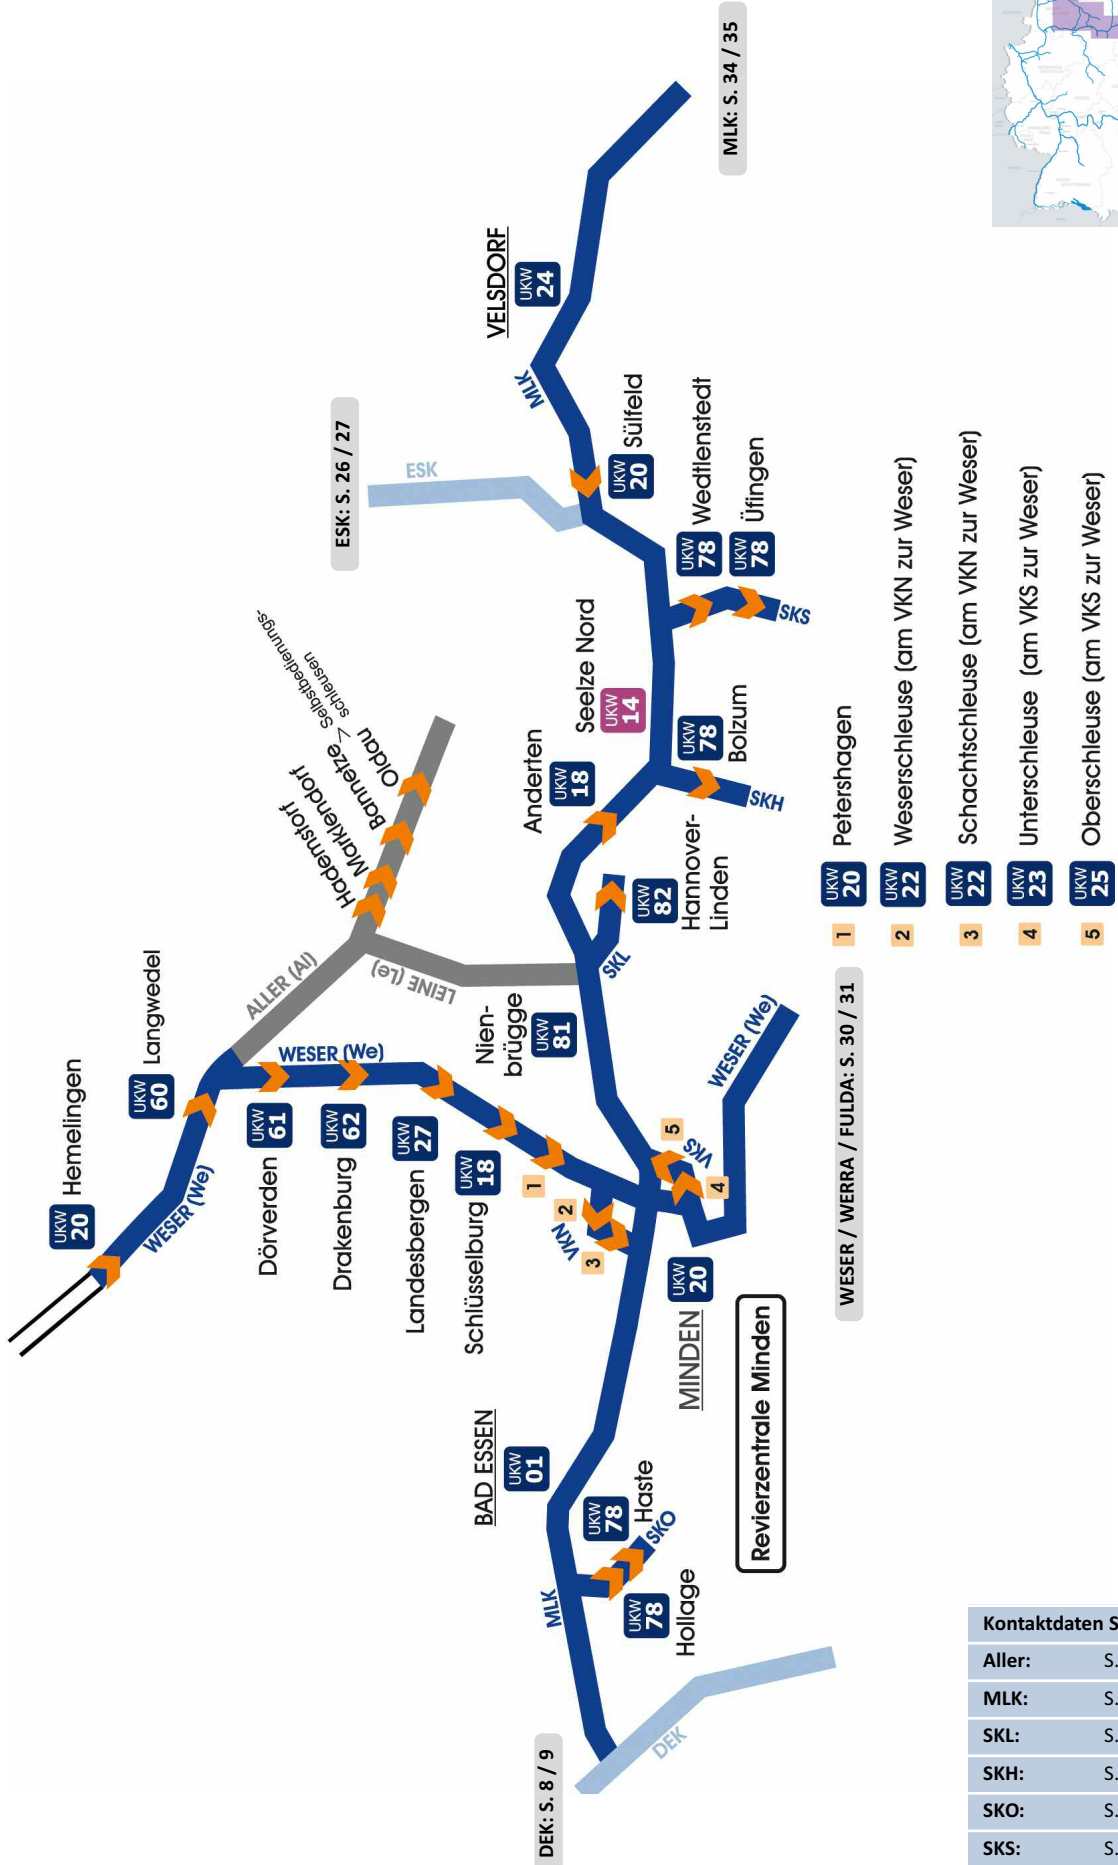 DEK: S. 8 / 9
DEK
MLK
UKW
78
Hollage
UKW
78
Haste
SKO
BAD ESSEN
UKW
01
Revierzentrale Minden
MINDEN
UKW
20
UKW
20
Hemelingen
WESER (We)
UKW
60
Langwedel
Dörverden
UKW
61
Drakenburg
UKW
62
Landesbergen
UKW
27
Schlüsselburg
UKW
18
WESER (We)
1
2
3
VKN
4
5
VKS
WESER (We)
WESER / WERRA / FULDA: S. 30 / 31
ALLER (Al)
LEINE (Le)
Hademstorf
Marklendorf
Bannetze
Oldau
> Selbstbedienungs-
schleusen
Nien-
brügge
UKW
81
SKL
UKW
82
Hannover-
Linden
Anderten
UKW
18
Seelze Nord
UKW
14
UKW
78
Bolzum
SKH
UKW
78
Wedtlenstedt
UKW
78
Üfingen
SKS
ESK: S. 26 / 27
ESK
UKW
20
Sülfeld
MLK
VELSDORF
UKW
24
MLK: S. 34 / 35
1 UKW 20 Petershagen
2 UKW 22 Weserschleuse (am VKN zur Weser)
3 UKW 22 Schachtschleuse (am VKN zur Weser)
4 UKW 23 Unterschleuse (am VKS zur Weser)
5 UKW 25 Oberschleuse (am VKS zur Weser)
Kontaktdaten S
Aller: S.
MLK: S.
SKL: S.
SKH: S.
SKO: S.
SKS: S.